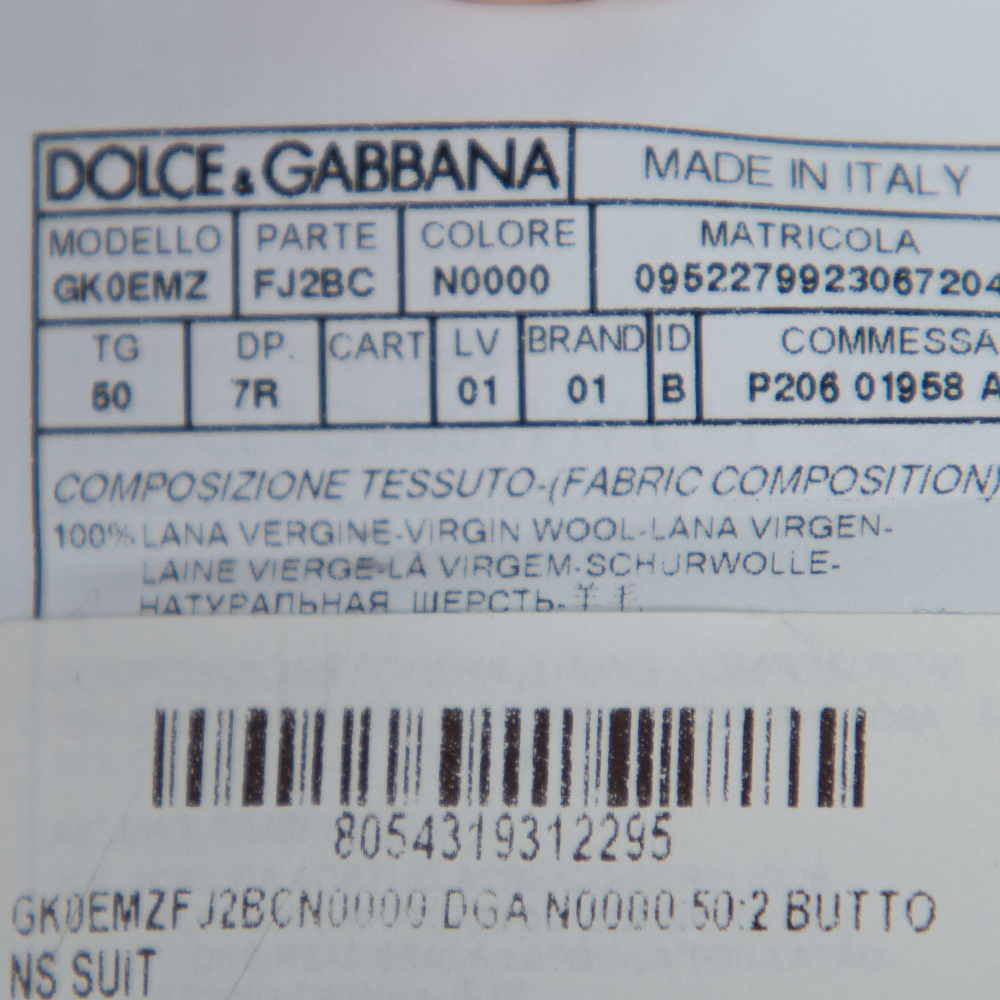 DOLCE & GABBANA MADE IN ITALY
MODELLO PARTE COLORE MATRICOLA
GK0EMZ FJ2BC N0000 0952279923067204
TG DP. CART LV BRAND ID COMMESSA
50 7R 01 01 B P206 01958 A
COMPOSIZIONE TESSUTO-(FABRIC COMPOSITION)
100% LANA VERGINE-VIRGIN WOOL-LANA VIRGEN-
LAINE VIERGE-LÀ VIRGEM-SCHURWOLLE-
НАТУРАЛЬНАЯ ШЕРСТЬ-羊毛
8054319312295
GK0EMZFJ2BCN0000 DGA N0000:50:2 BUTTO
NS SUIT